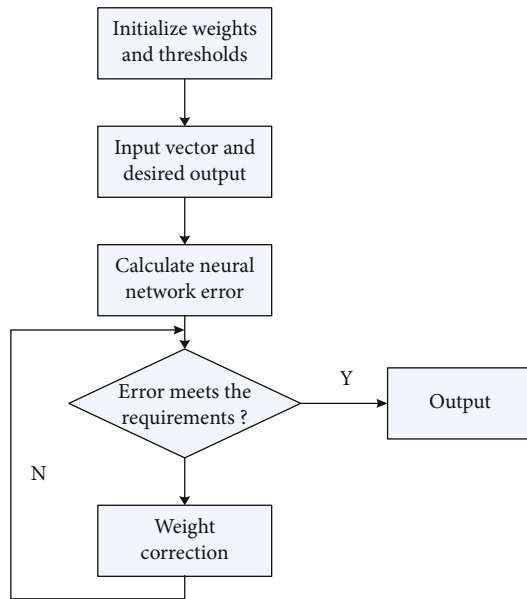 Initialize weights
and thresholds
Input vector and
desired output
Calculate neural
network error
Error meets the
requirements ?
Y
Output
N
Weight
correction